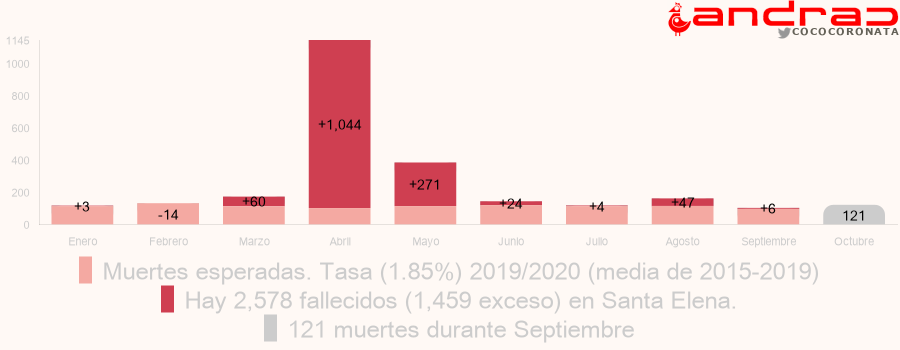 andrac
COCOCORONATA
1145
1000
800
600
400
200
0
+3
-14
+60
+1,044
+271
+24
+4
+47
+6
121
Enero Febrero Marzo Abril Mayo Junio Julio Agosto Septiembre Octubre
Muertes esperadas. Tasa (1.85%) 2019/2020 (media de 2015-2019)
Hay 2,578 fallecidos (1,459 exceso) en Santa Elena.
121 muertes durante Septiembre